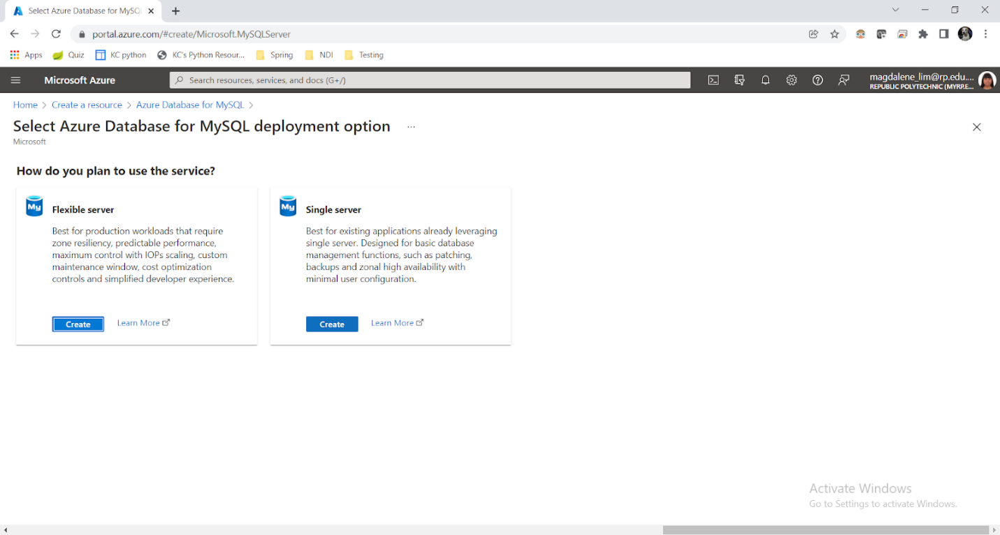 Select Azure Database for MySQL
portal.azure.com/#create/Microsoft.MySQLServer
Apps Quiz KC python KC's Python Resour... Spring NDI Testing
Microsoft Azure
Search resources, services, and docs (G+/)
magdalene_lim@rp.edu....
REPUBLIC POLYTECHNIC (MYRP.E...
Home > Create a resource > Azure Database for MySQL >
Select Azure Database for MySQL deployment option ...
Microsoft
How do you plan to use the service?
My
Flexible server
Best for production workloads that require
zone resiliency, predictable performance,
maximum control with IOPs scaling, custom
maintenance window, cost optimization
controls and simplified developer experience.
Create Learn More
My
Single server
Best for existing applications already leveraging
single server. Designed for basic database
management functions, such as patching,
backups and zonal high availability with
minimal user configuration.
Create Learn More
Activate Windows
Go to Settings to activate Windows.